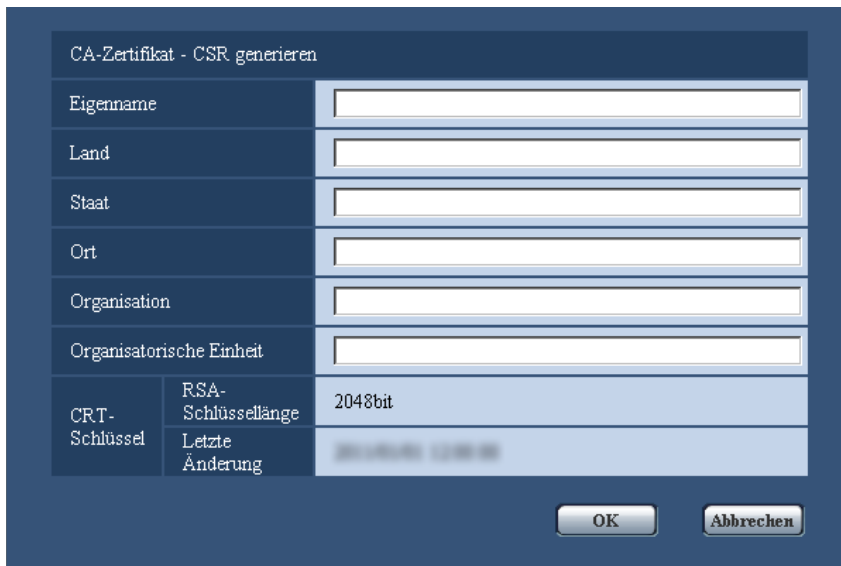 CA-Zertifikat - CSR generieren
Eigenname
Land
Staat
Ort
Organisation
Organisatorische Einheit
CRT-
Schlüssel
RSA-
Schlüssellänge
2048bit
Letzte
Änderung
OK
Abbrechen